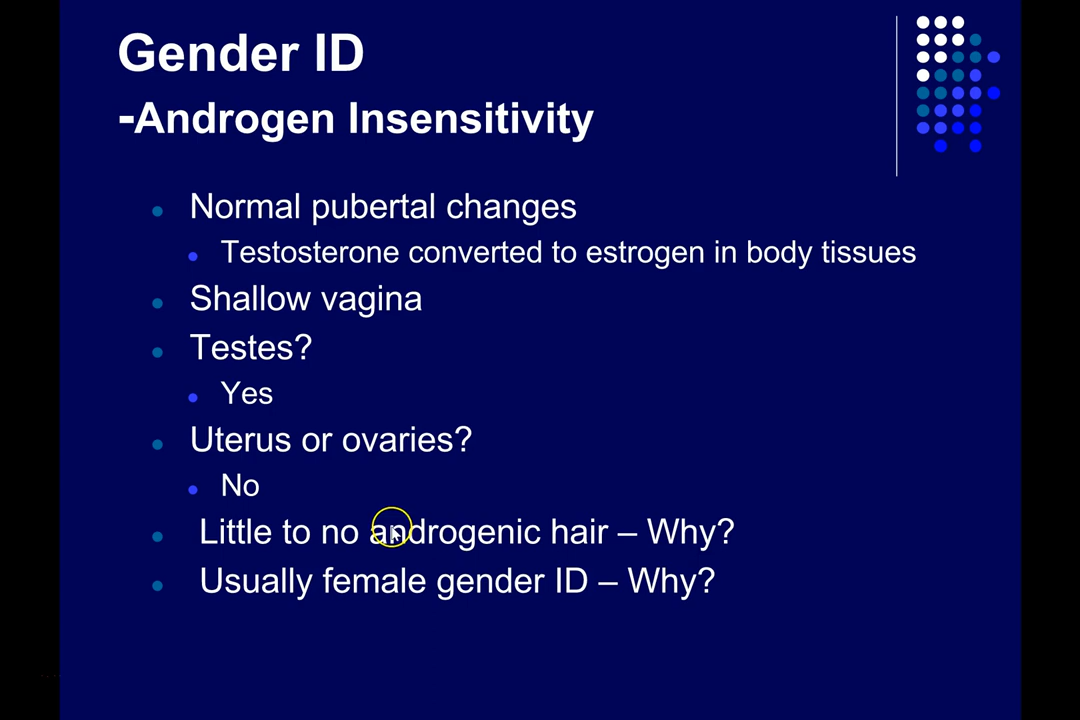 Gender ID
-Androgen Insensitivity
Normal pubertal changes
Testosterone converted to estrogen in body tissues
Shallow vagina
Testes?
Yes
Uterus or ovaries?
No
Little to no androgenic hair – Why?
Usually female gender ID – Why?